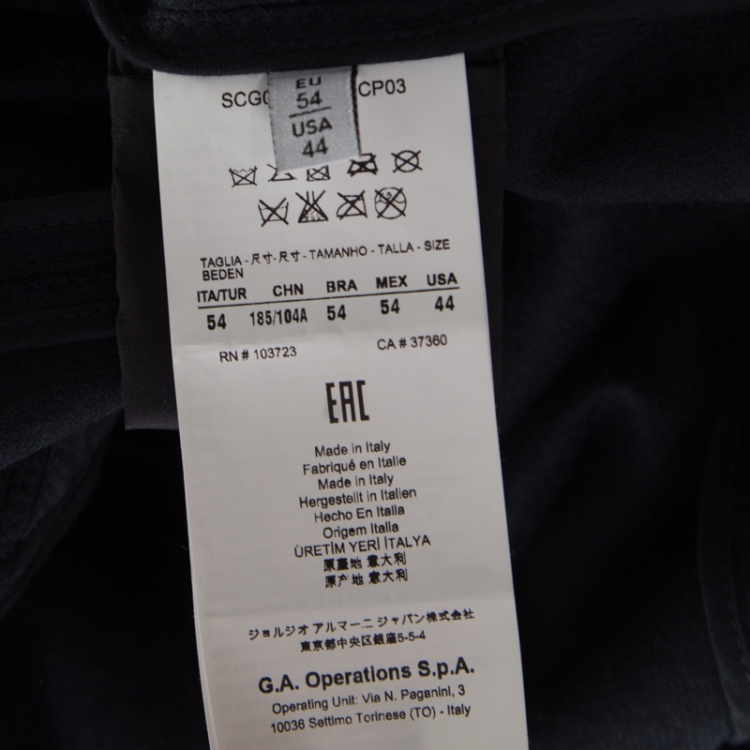 EU
54
USA
44
CP03
TAGLIA - 尺寸 - 尺寸 - TAMANHO - TALLA - SIZE
BEDEN
ITA/TUR CHN BRA MEX USA
54 185/104A 54 54 44
RN # 103723 CA # 37360
EAC
Made in Italy
Fabriqué en Italie
Made in Italy
Hergestellt in Italien
Hecho En Italia
Origem Italia
ÜRETİM YERİ İTALYA
原產地 意大利
原产地 意大利
ジョルジオ アルマーニ ジャパン株式会社
東京都中央区銀座5-5-4
G.A. Operations S.p.A.
Operating Unit: Via N. Paganini, 3
10036 Settimo Torinese (TO) - Italy